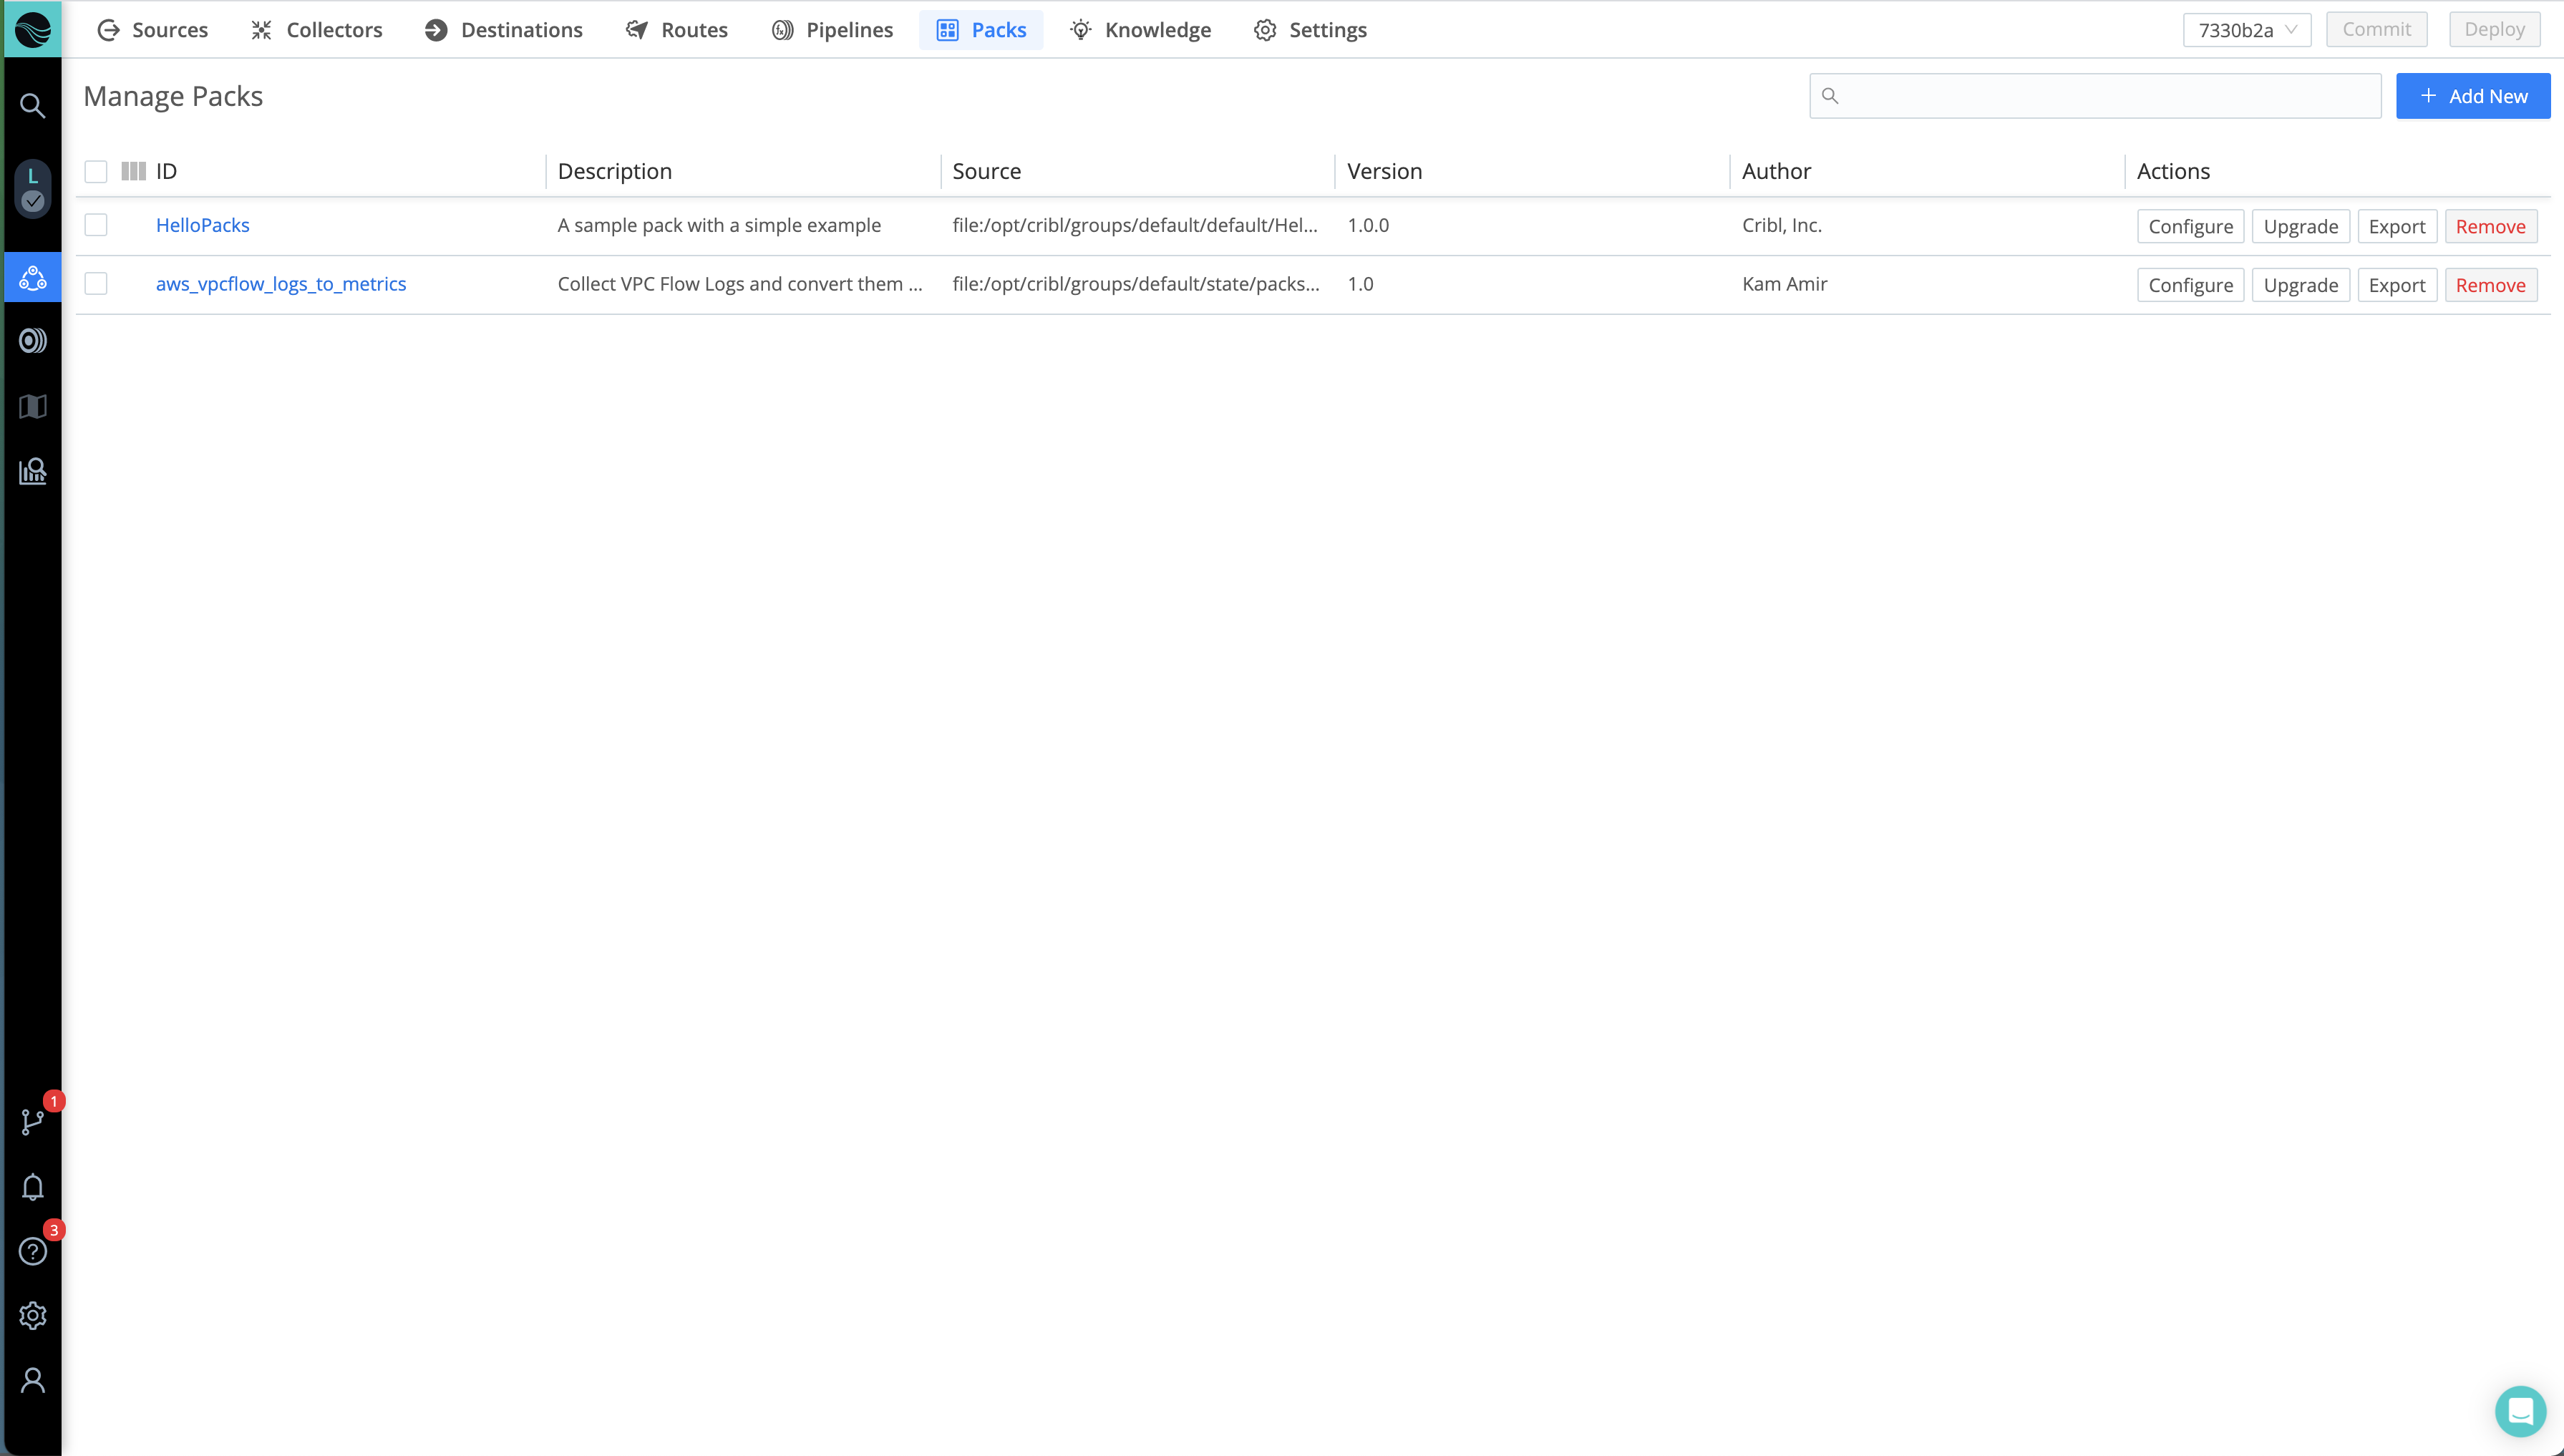 Sources Collectors Destinations Routes Pipelines Packs Knowledge Settings 7330b2a Commit Deploy
Manage Packs Add New
L
ID Description Source Version Author Actions
HelloPacks A sample pack with a simple example file:/opt/cribl/groups/default/default/Hel... 1.0.0 Cribl, Inc. Configure Upgrade Export Remove
aws_vpcflow_logs_to_metrics Collect VPC Flow Logs and convert them ... file:/opt/cribl/groups/default/state/packs... 1.0 Kam Amir Configure Upgrade Export Remove
1
3